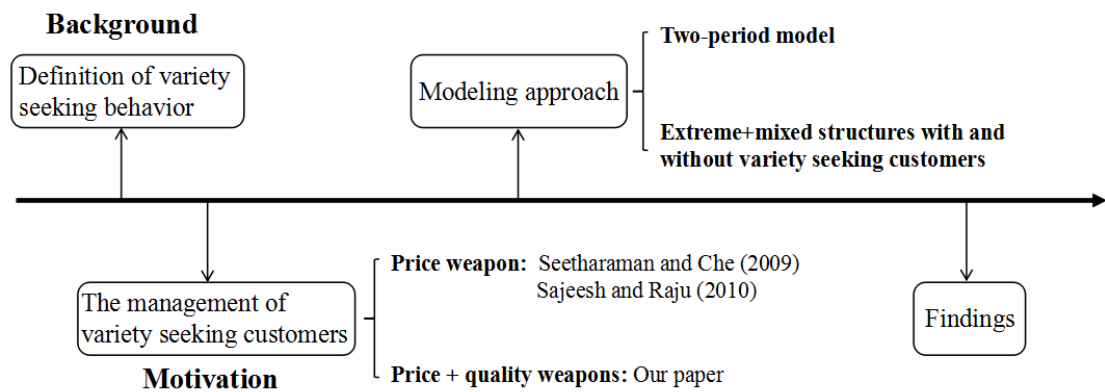 Background
Definition of variety
seeking behavior
Modeling approach
Two-period model
Extreme+mixed structures with and
without variety seeking customers
The management of
variety seeking customers
Motivation
Price weapon: Seetharaman and Che (2009)
Sajeesh and Raju (2010)
Price + quality weapons: Our paper
Findings